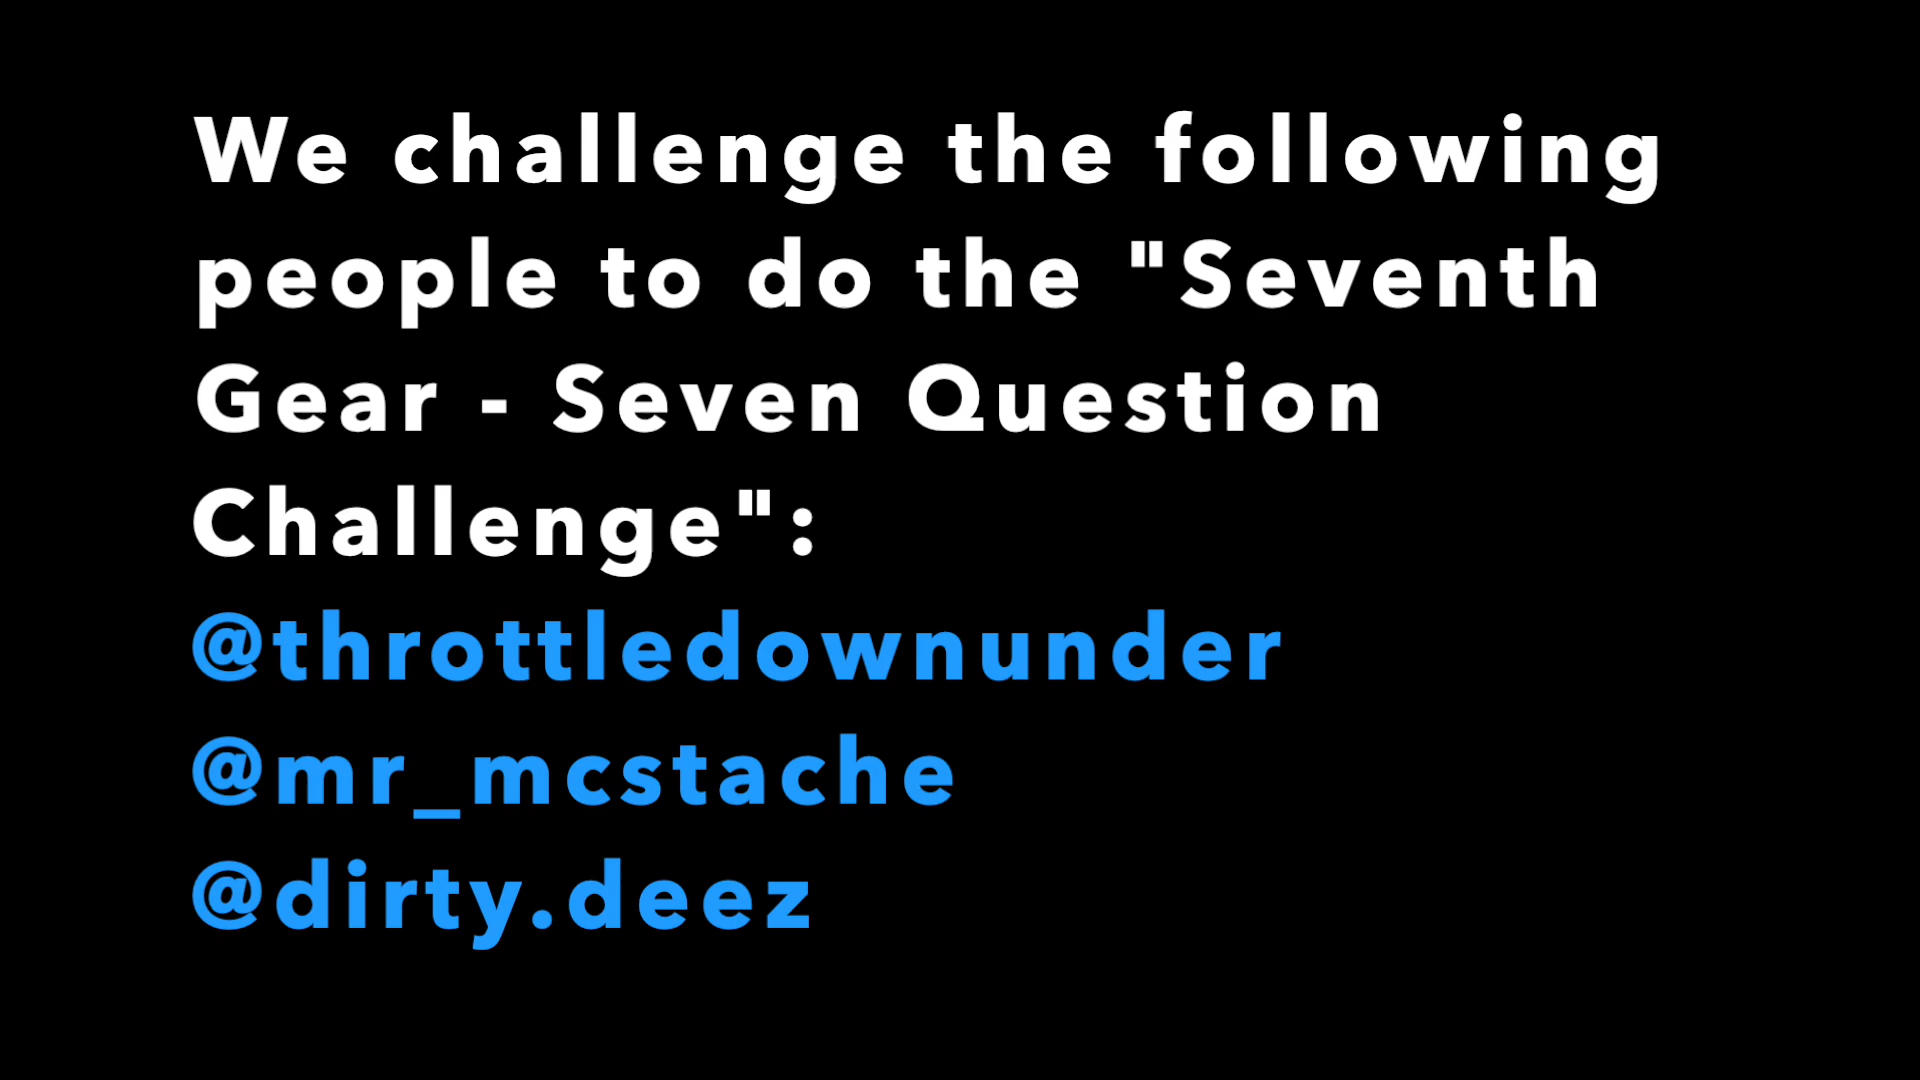 We challenge the following
people to do the "Seventh
Gear - Seven Question
Challenge":
@throttledownunder
@mr_mcstache
@dirty.deez